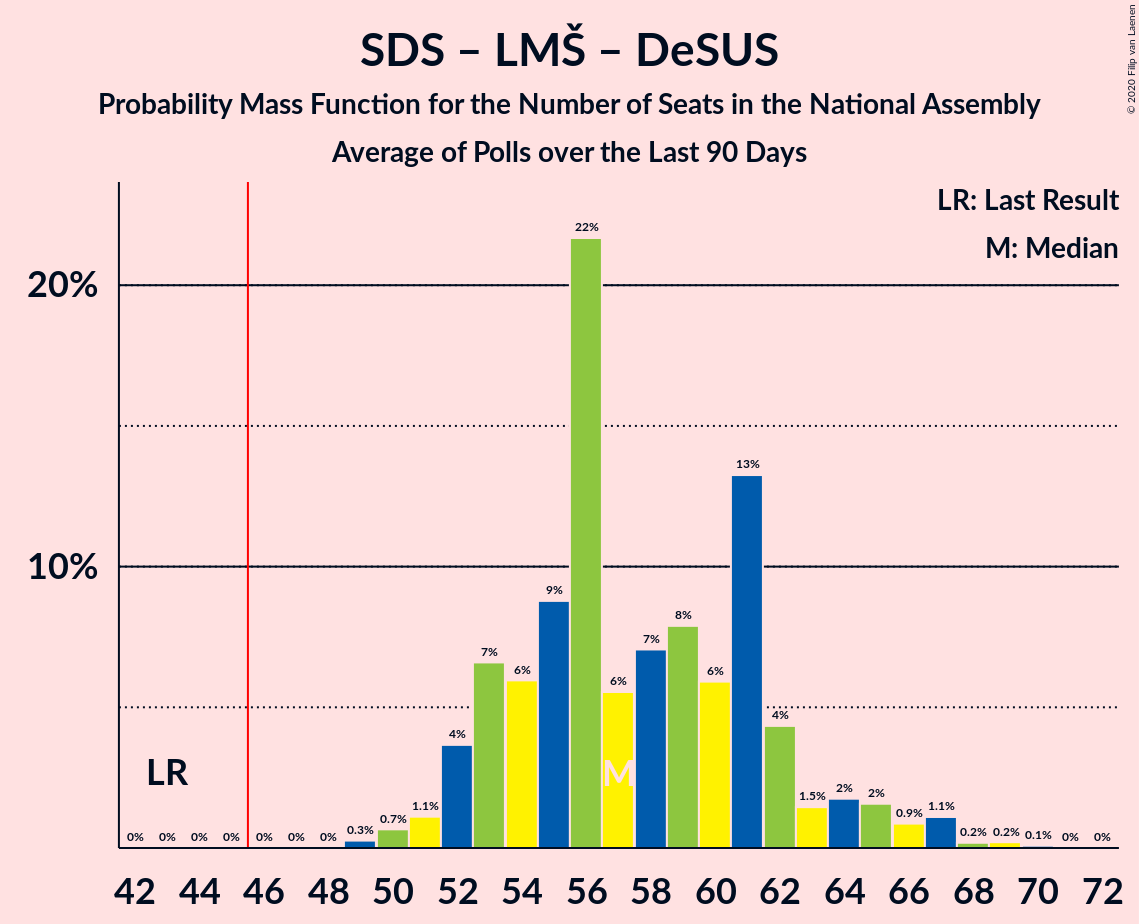 SDS – LMŠ – DeSUS
Probability Mass Function for the Number of Seats in the National Assembly
Average of Polls over the Last 90 Days
© 2020 Filip van Laenen
LR: Last Result
M: Median
20%
10%
0% 0% 0% 0% 0% 0% 0% 0.3% 0.7% 1.1% 4% 7% 6% 9% 22% 6% 7% 8% 6% 13% 4% 1.5% 2% 2% 0.9% 1.1% 0.2% 0.2% 0.1% 0% 0%
LR
M
42 44 46 48 50 52 54 56 58 60 62 64 66 68 70 72